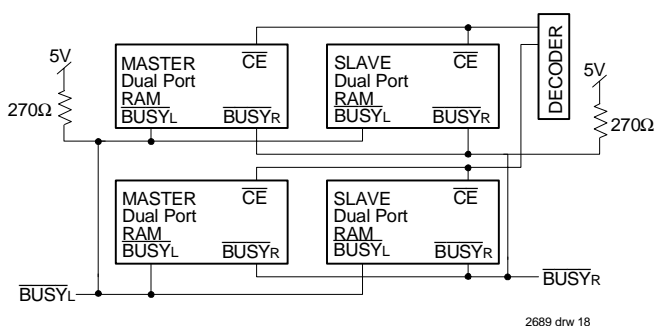 MASTER
Dual Port
RAM
BUSYL
CE
BUSYR
SLAVE
Dual Port
RAM
BUSYL
CE
BUSYR
DECODER
5V
270Ω
5V
270Ω
MASTER
Dual Port
RAM
BUSYL
CE
BUSYR
SLAVE
Dual Port
RAM
BUSYL
CE
BUSYR
BUSYL
BUSYR
2689 drw 18